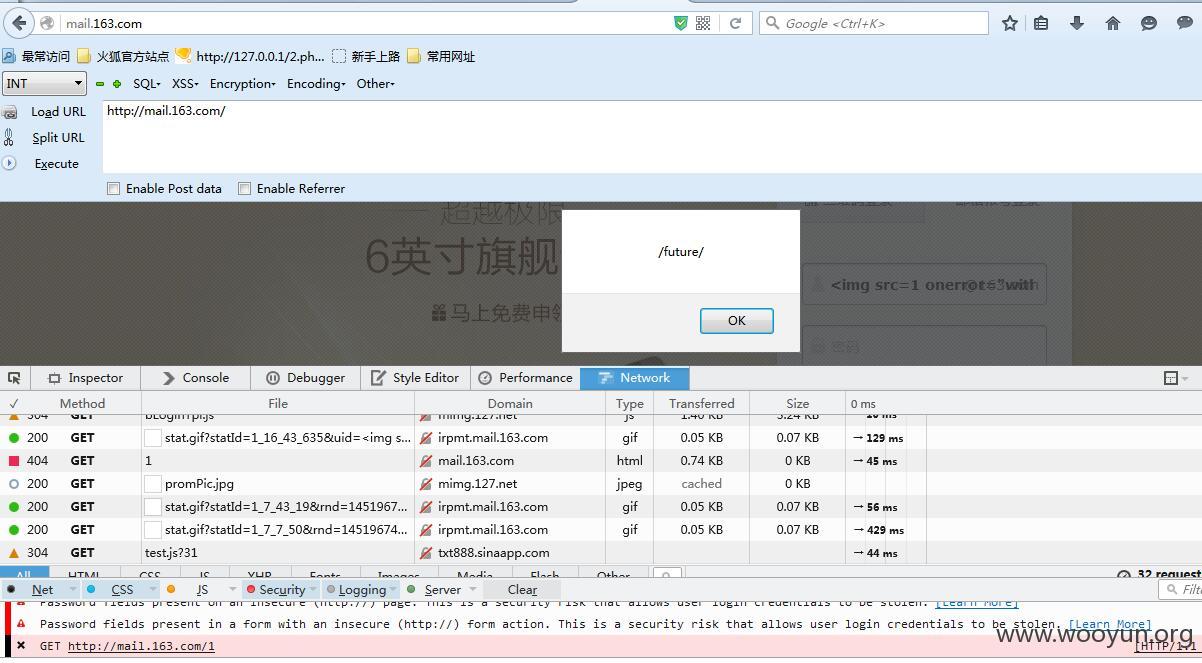 mail.163.com
Google <Ctrl+K>
最常访问 火狐官方站点 http://127.0.0.1/2.ph... 新手上路 常用网址
INT SQL XSS Encryption Encoding Other
Load URL http://mail.163.com/
Split URL
Execute
Enable Post data Enable Referrer
超越极限
6英寸旗舰
马上免费申领
/future/
OK
<img src=1 onerror="with
密码
Inspector Console Debugger Style Editor Performance Network
✓ Method File Domain Type Transferred Size 0 ms
304 GET mimg.127.net js
200 GET stat.gif?statId=1_16_43_635&uid=<img s... irpmt.mail.163.com gif 0.05 KB 0.07 KB → 129 ms
404 GET 1 mail.163.com html 0.74 KB 0 KB → 45 ms
200 GET promPic.jpg mimg.127.net jpeg cached 0 KB
200 GET stat.gif?statId=1_7_43_19&rnd=1451967... irpmt.mail.163.com gif 0.05 KB 0.07 KB → 56 ms
200 GET stat.gif?statId=1_7_7_50&rnd=14519674... irpmt.mail.163.com gif 0.05 KB 0.07 KB → 429 ms
304 GET test.js?31 txt888.sinaapp.com → 44 ms
All HTML CSS JS XHR Fonts Images Media Flash Other 32 request
Net CSS JS Security Logging Server Clear Filt
Password fields present on an insecure (http://) page. This is a security risk that allows user login credentials to be stolen. [Learn More]
Password fields present in a form with an insecure (http://) form action. This is a security risk that allows user login credentials to be stolen. [Learn More]
GET http://mail.163.com/1 [HTTP/1.1
www.wooyun.org